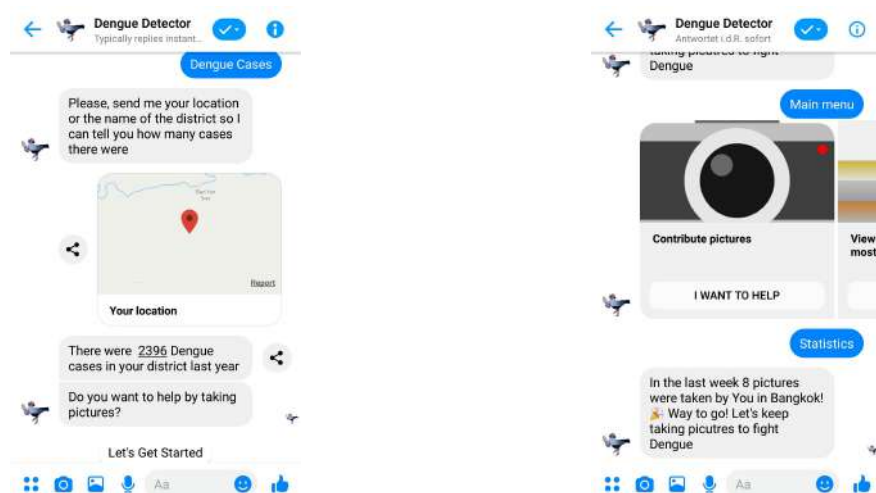 Dengue Detector
Typically replies instant...
Dengue Cases
Please, send me your location
or the name of the district so I
can tell you how many cases
there were
Report
Your location
There were 2396 Dengue
cases in your district last year
Do you want to help by taking
pictures?
Let's Get Started
Aa
Dengue Detector
Antwortet i.d.R. sofort
taking picutres to fight
Dengue
Main menu
Contribute pictures
View
most
I WANT TO HELP
Statistics
In the last week 8 pictures
were taken by You in Bangkok!
🎉 Way to go! Let's keep
taking picutres to fight
Dengue
Aa